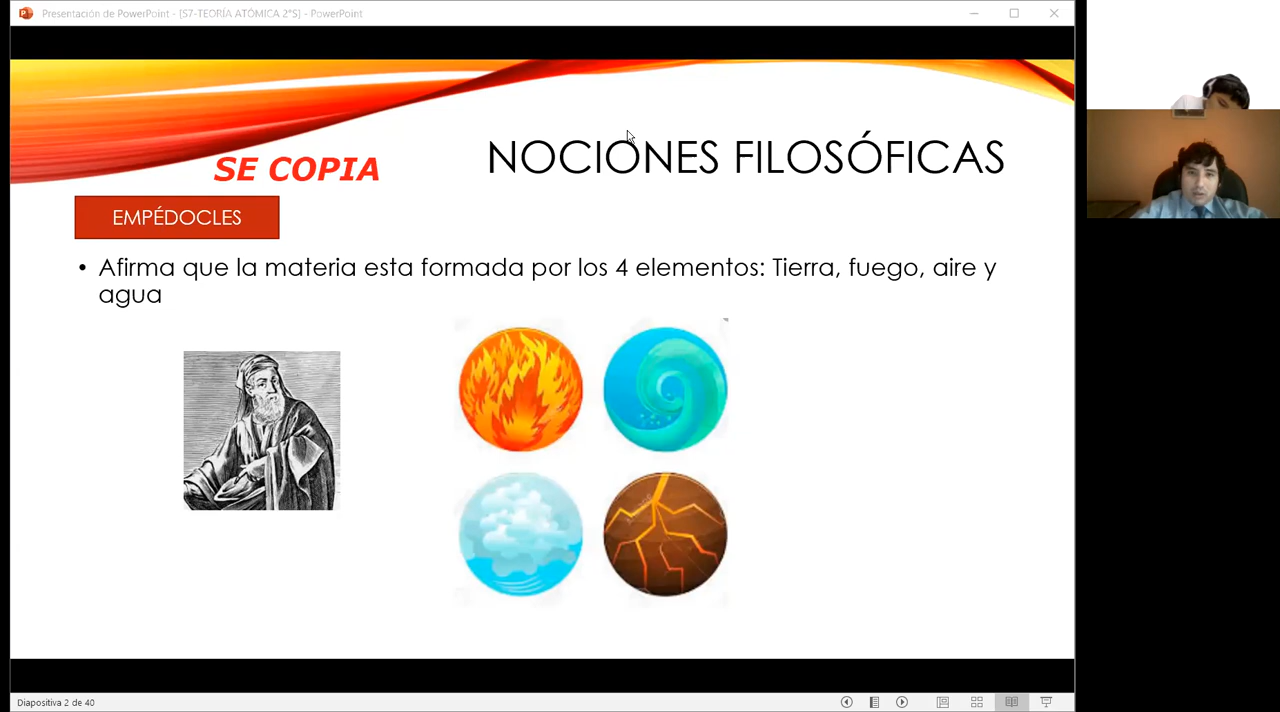 Presentación de PowerPoint - [S7-TEORÍA ATÓMICA 2°S] - PowerPoint
SE COPIA
NOCIONES FILOSÓFICAS
EMPÉDOCLES
• Afirma que la materia esta formada por los 4 elementos: Tierra, fuego, aire y
agua
Diapositiva 2 de 40